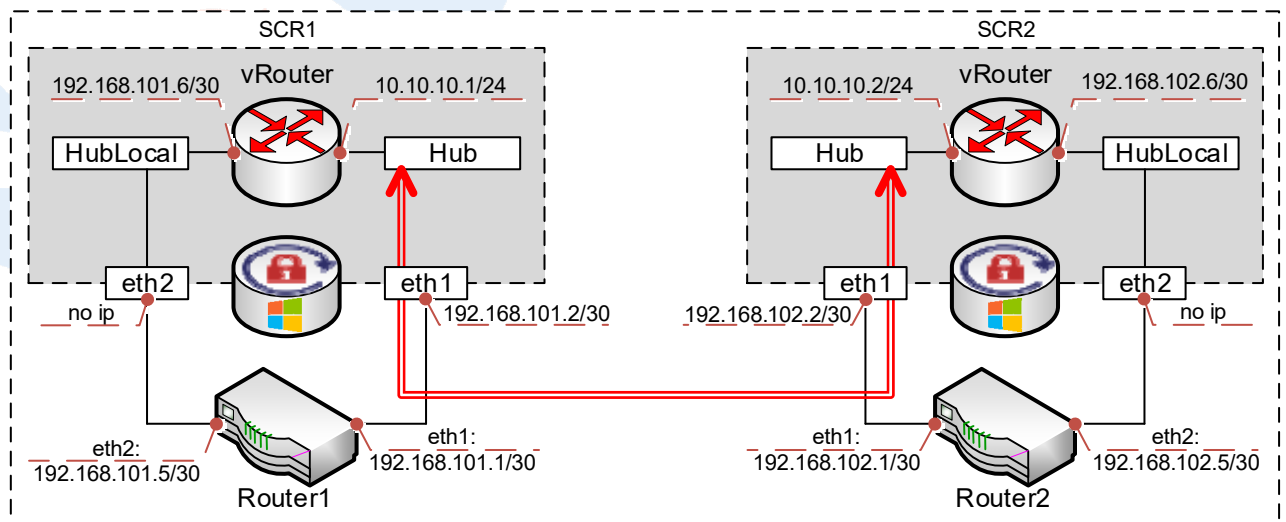 SCR1
SCR2
192.168.101.6/30
vRouter
10.10.10.1/24
10.10.10.2/24
vRouter
192.168.102.6/30
HubLocal
Hub
Hub
HubLocal
eth2
eth1
eth1
eth2
no ip
192.168.101.2/30
192.168.102.2/30
no ip
eth2:
192.168.101.5/30
eth1:
192.168.101.1/30
eth1:
192.168.102.1/30
eth2:
192.168.102.5/30
Router1
Router2